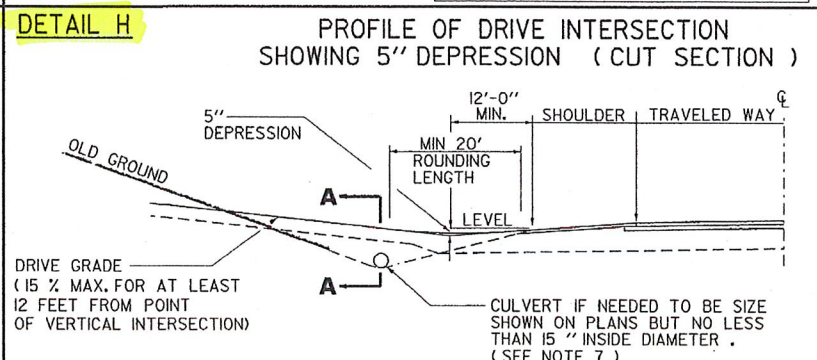 DETAIL H
PROFILE OF DRIVE INTERSECTION
SHOWING 5" DEPRESSION ( CUT SECTION )
12'-0"
MIN.
SHOULDER
TRAVELED WAY
℄
5"
DEPRESSION
MIN 20'
ROUNDING
LENGTH
OLD GROUND
A
LEVEL
DRIVE GRADE
(15 % MAX. FOR AT LEAST
12 FEET FROM POINT
OF VERTICAL INTERSECTION)
A
CULVERT IF NEEDED TO BE SIZE
SHOWN ON PLANS BUT NO LESS
THAN 15 " INSIDE DIAMETER .
( SEE NOTE 7 )